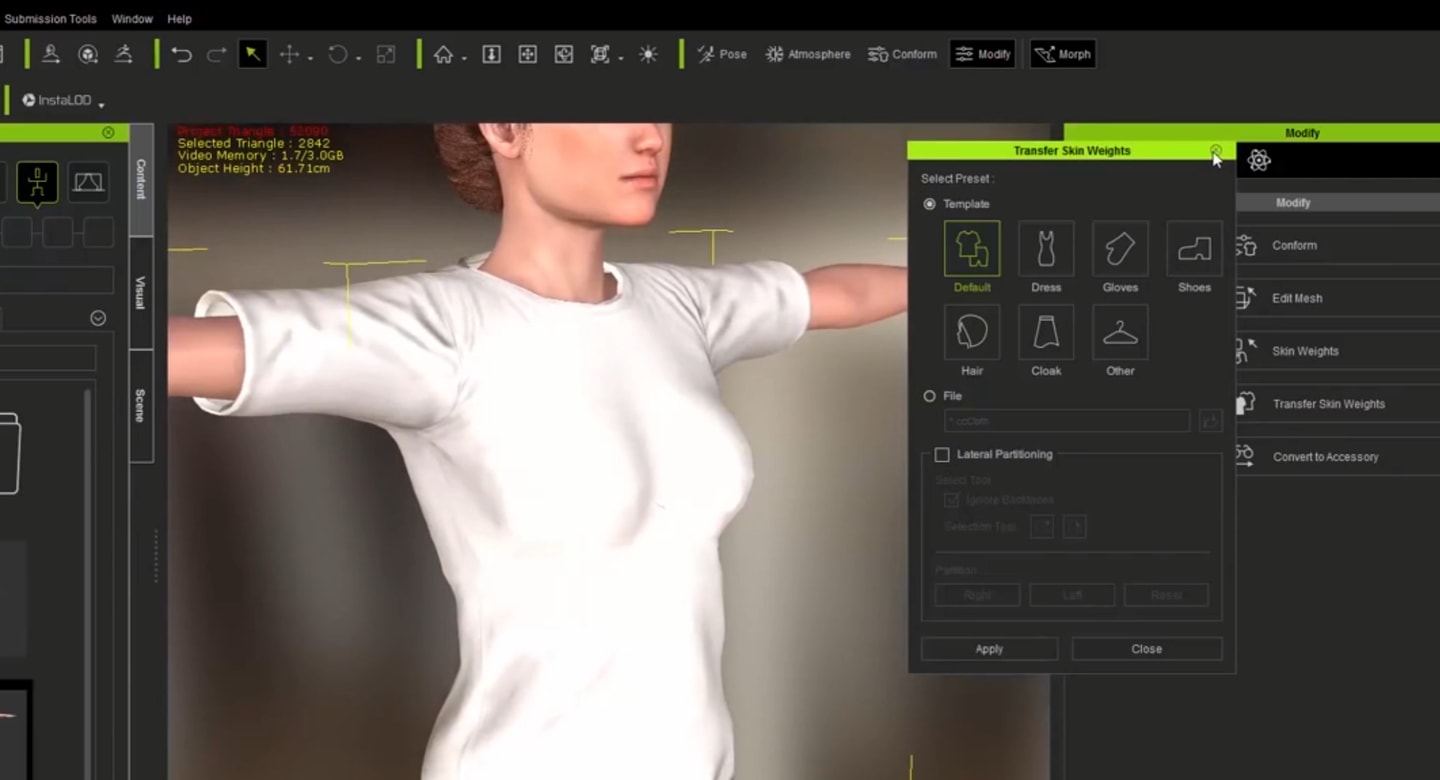 Submission Tools Window Help
Pose Atmosphere Conform Modify Morph
InstaLOD
Content
Visual
Scene
Project Triangle : 52090
Selected Triangle : 2842
Video Memory : 1.7/3.0GB
Object Height : 61.71cm
Transfer Skin Weights
Select Preset :
Template
Default Dress Gloves Shoes
Hair Cloak Other
File
*.ccCloth
Lateral Partitioning
Select Tool
Ignore Backfaces
Selection Tool
Partition
Right Left Reset
Apply Close
Modify
Modify
Conform
Edit Mesh
Skin Weights
Transfer Skin Weights
Convert to Accessory